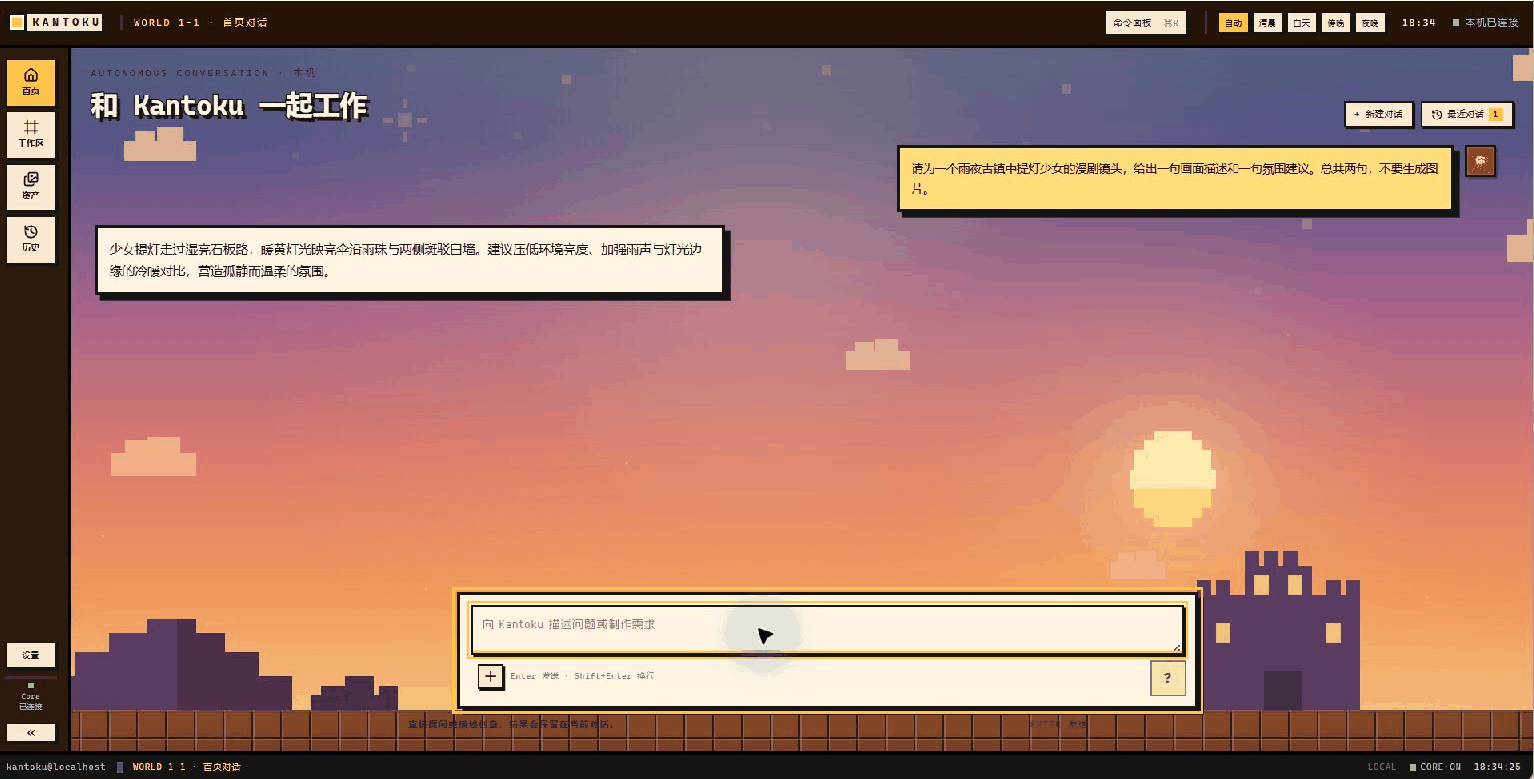 KANTOKU
WORLD 1-1 · 首页对话
命令面板 ⌘K
自动 清晨 白天 傍晚 夜晚
18:34
本机已连接
首页
工作区
资产
历史
AUTONOMOUS CONVERSATION · 本机
和 Kantoku 一起工作
+ 新建对话
最近对话 1
请为一个雨夜古镇中提灯少女的漫剧镜头，给出一句画面描述和一句氛围建议。总共两句，不要生成图
片。
你
少女提灯走过湿亮石板路，暖黄灯光映亮伞沿雨珠与两侧斑驳白墙。建议压低环境亮度、加强雨声与灯光边
缘的冷暖对比，营造孤静而温柔的氛围。
向 Kantoku 描述问题或制作需求
+ Enter 发送 · Shift+Enter 换行
?
设置
Core
已连接
«
kantoku@localhost
WORLD 1-1 · 首页对话
LOCAL
CORE·ON
18:34:25